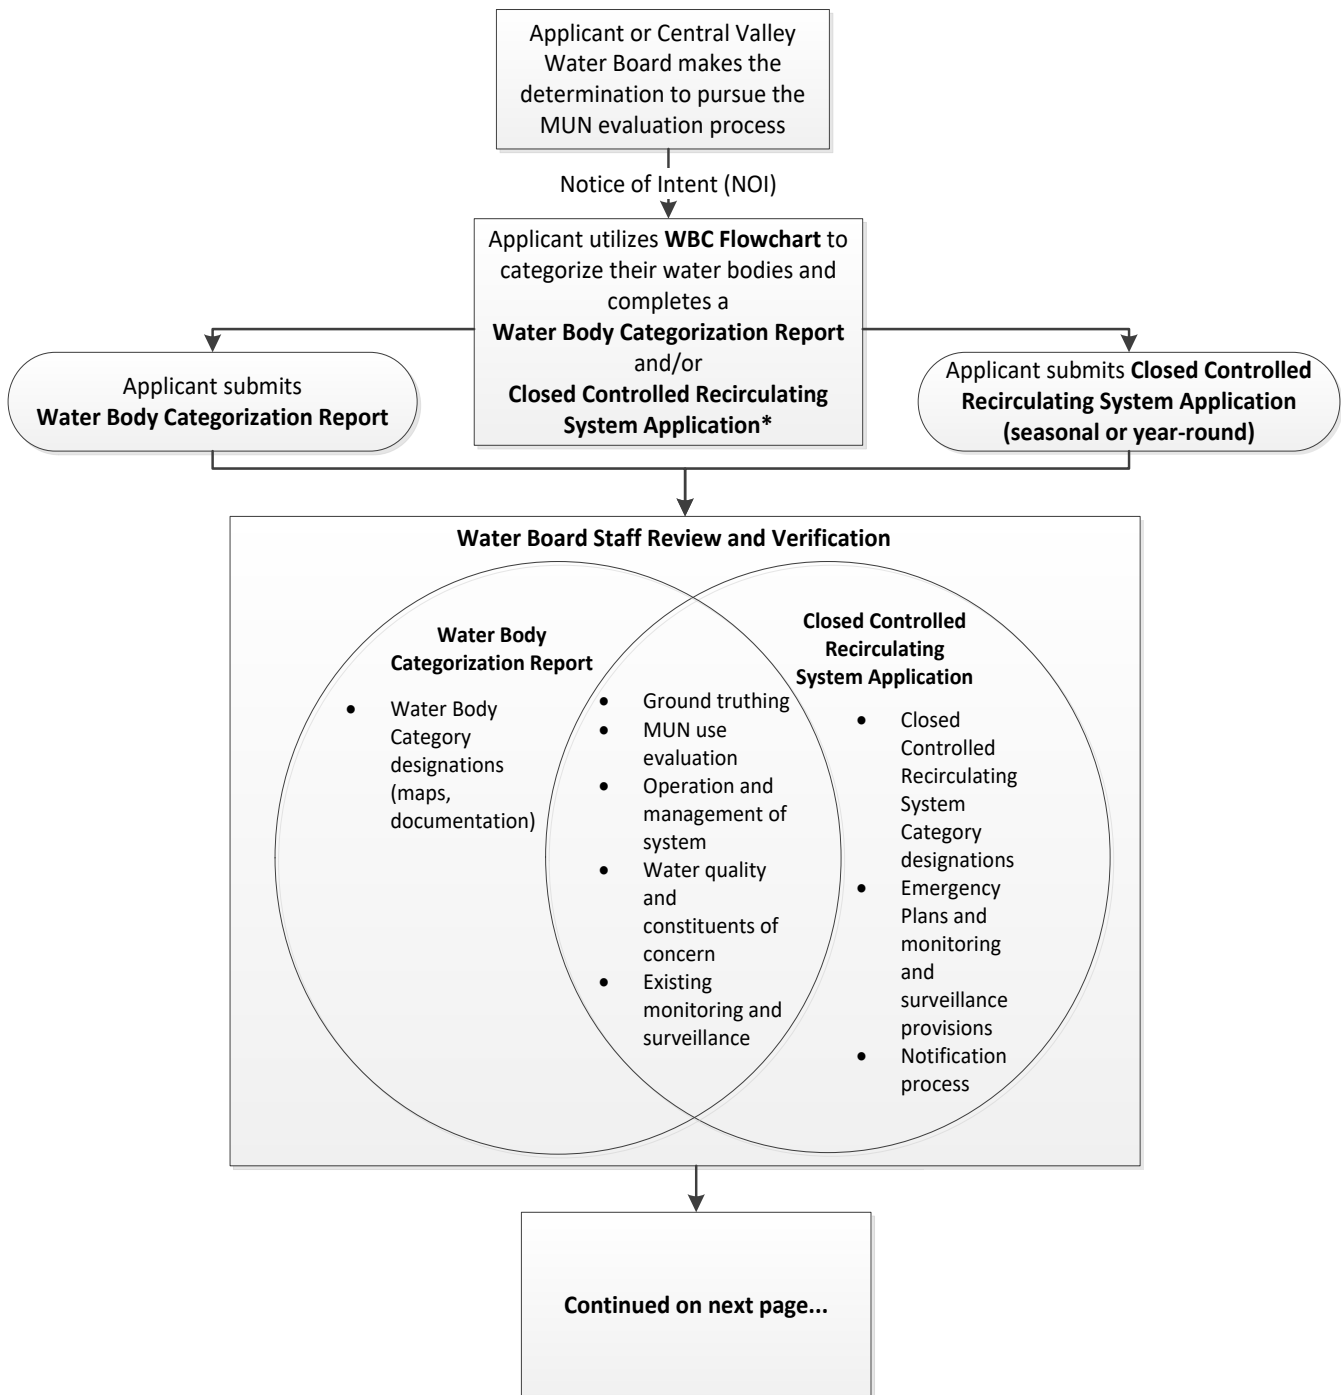 Applicant or Central Valley
Water Board makes the
determination to pursue the
MUN evaluation process
Notice of Intent (NOI)
Applicant utilizes WBC Flowchart to
categorize their water bodies and
completes a
Water Body Categorization Report
and/or
Closed Controlled Recirculating
System Application*
Applicant submits
Water Body Categorization Report
Applicant submits Closed Controlled
Recirculating System Application
(seasonal or year-round)
Water Board Staff Review and Verification
Water Body
Categorization Report
• Water Body
Category
designations
(maps,
documentation)
• Ground truthing
• MUN use
evaluation
• Operation and
management of
system
• Water quality
and
constituents of
concern
• Existing
monitoring and
surveillance
Closed Controlled
Recirculating
System Application
• Closed
Controlled
Recirculating
System
Category
designations
• Emergency
Plans and
monitoring
and
surveillance
provisions
• Notification
process
Continued on next page...